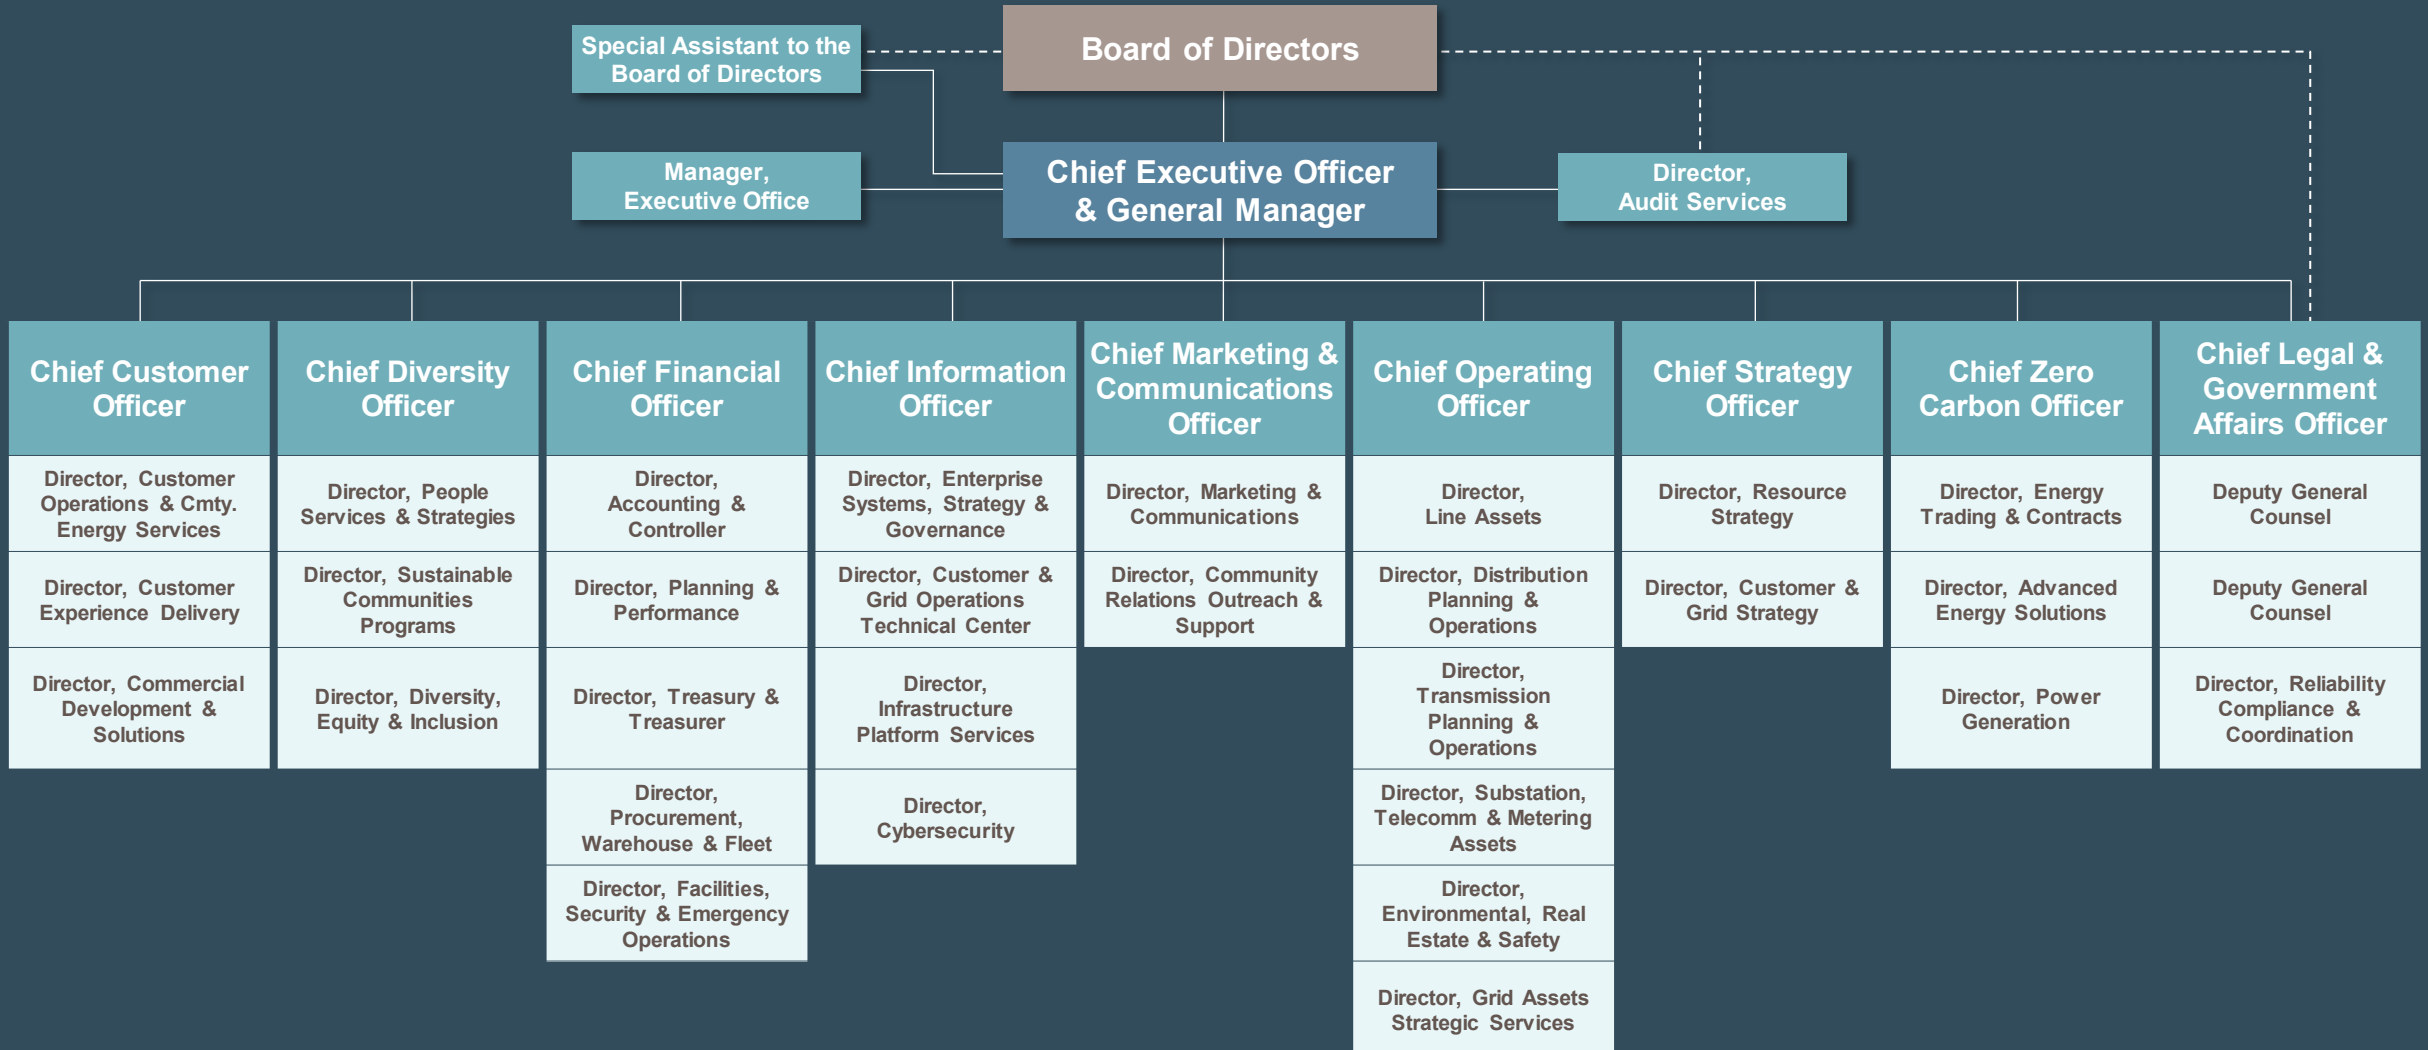 Special Assistant to the
Board of Directors
Board of Directors
Manager,
Executive Office
Chief Executive Officer
& General Manager
Director,
Audit Services
Chief Customer
Officer
Director, Customer
Operations & Cmty.
Energy Services
Director, Customer
Experience Delivery
Director, Commercial
Development &
Solutions
Chief Diversity
Officer
Director, People
Services & Strategies
Director, Sustainable
Communities
Programs
Director, Diversity,
Equity & Inclusion
Chief Financial
Officer
Director,
Accounting &
Controller
Director, Planning &
Performance
Director, Treasury &
Treasurer
Director,
Procurement,
Warehouse & Fleet
Director, Facilities,
Security & Emergency
Operations
Chief Information
Officer
Director, Enterprise
Systems, Strategy &
Governance
Director, Customer &
Grid Operations
Technical Center
Director,
Infrastructure
Platform Services
Director,
Cybersecurity
Chief Marketing &
Communications
Officer
Director, Marketing &
Communications
Director, Community
Relations Outreach &
Support
Chief Operating
Officer
Director,
Line Assets
Director, Distribution
Planning &
Operations
Director,
Transmission
Planning &
Operations
Director, Substation,
Telecomm & Metering
Assets
Director,
Environmental, Real
Estate & Safety
Director, Grid Assets
Strategic Services
Chief Strategy
Officer
Director, Resource
Strategy
Director, Customer &
Grid Strategy
Chief Zero
Carbon Officer
Director, Energy
Trading & Contracts
Director, Advanced
Energy Solutions
Director, Power
Generation
Chief Legal &
Government
Affairs Officer
Deputy General
Counsel
Deputy General
Counsel
Director, Reliability
Compliance &
Coordination